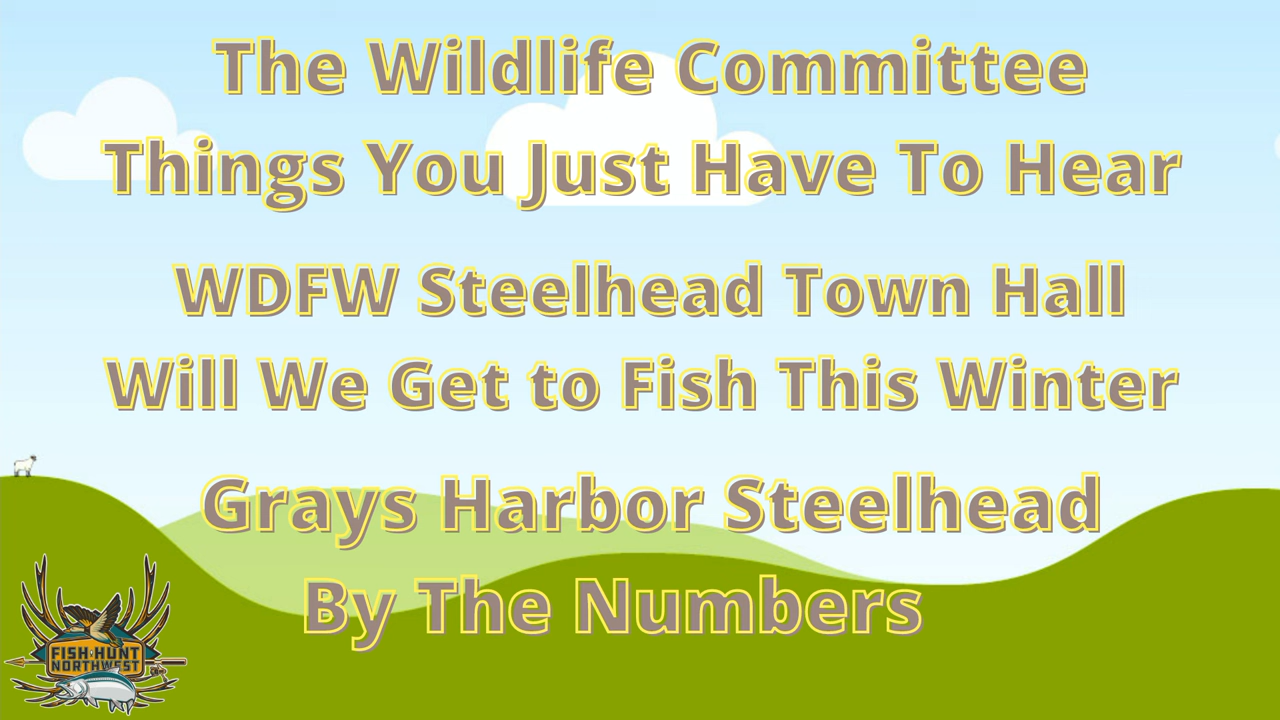 The Wildlife Committee
Things You Just Have To Hear
WDFW Steelhead Town Hall
Will We Get to Fish This Winter
Grays Harbor Steelhead
By The Numbers
FISH·HUNT
NORTHWEST